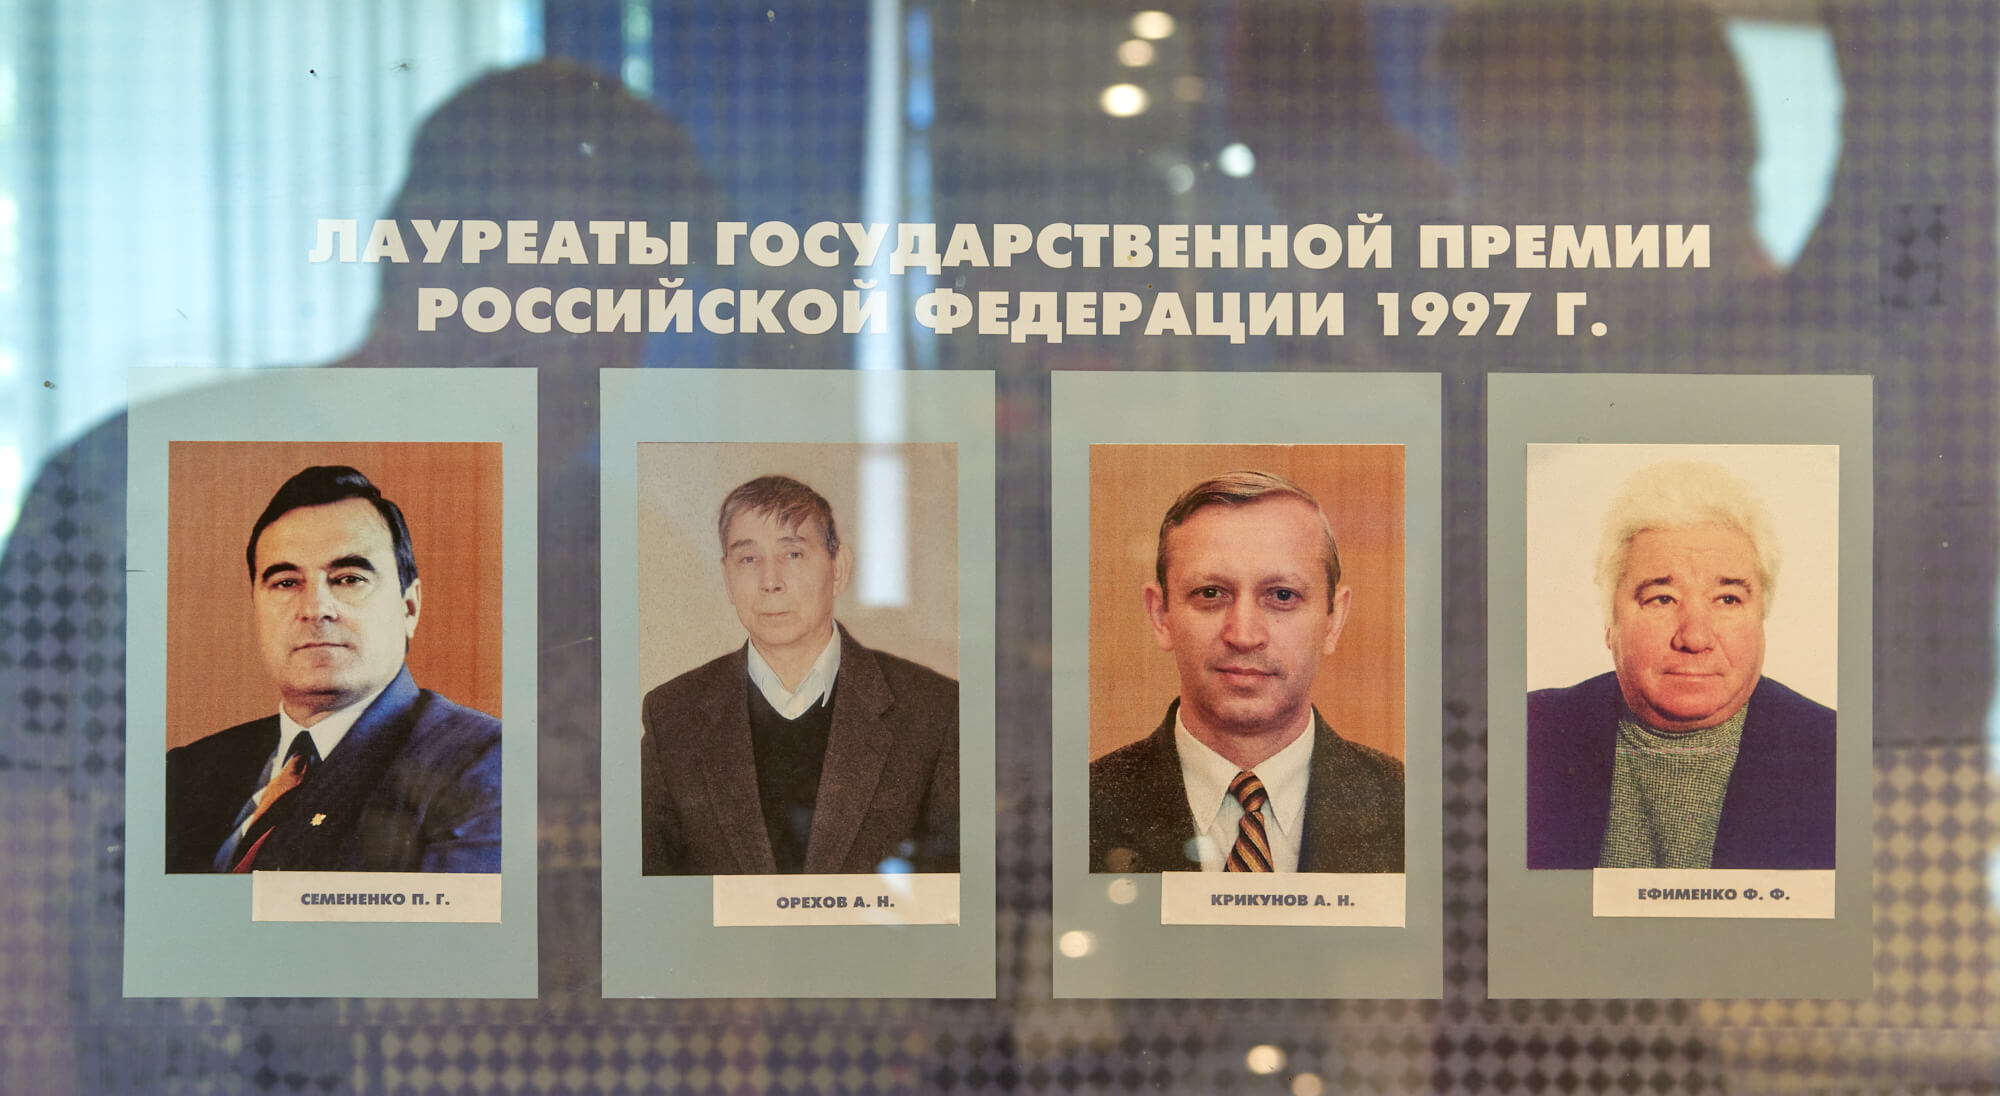 ЛАУРЕАТЫ ГОСУДАРСТВЕННОЙ ПРЕМИИ
РОССИЙСКОЙ ФЕДЕРАЦИИ 1997 Г.
СЕМЕНЕНКО П. Г.
ОРЕХОВ А. Н.
КРИКУНОВ А. Н.
ЕФИМЕНКО Ф. Ф.